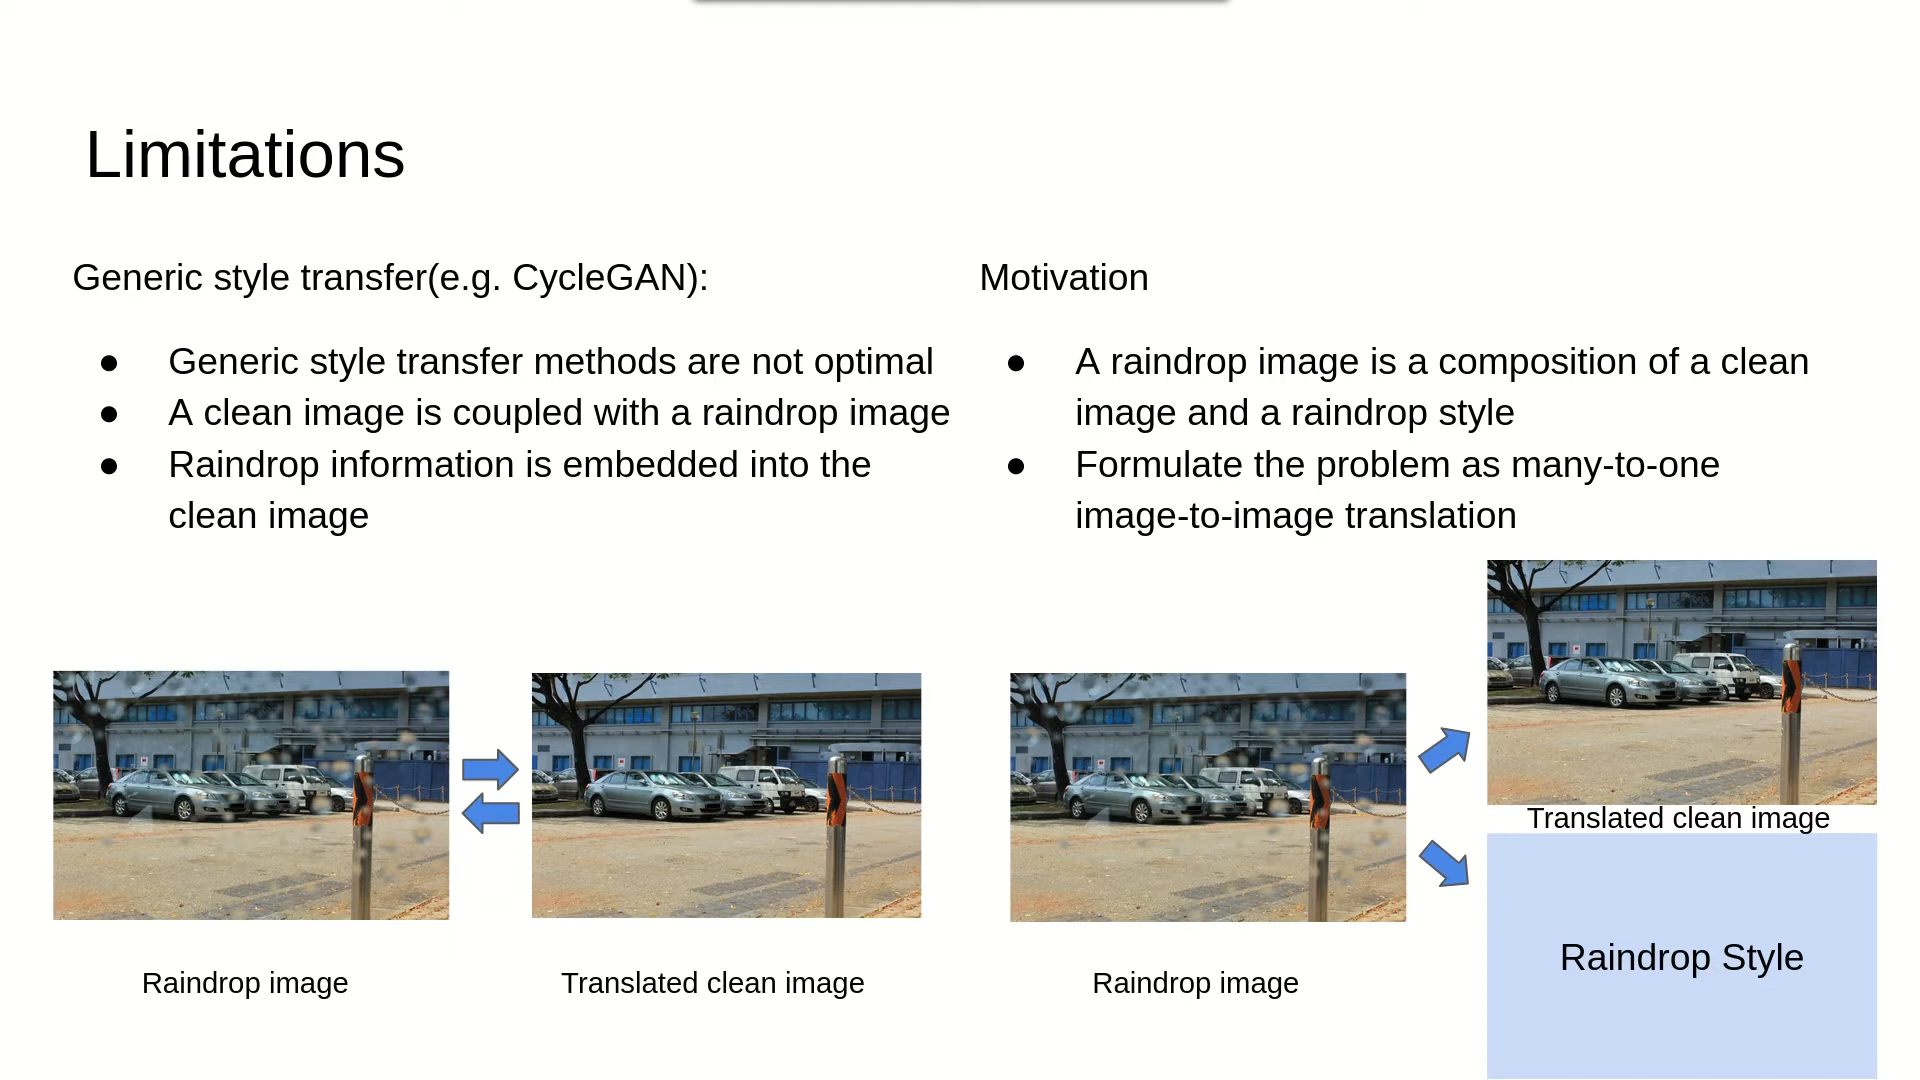 Limitations
Generic style transfer(e.g. CycleGAN):
● Generic style transfer methods are not optimal
● A clean image is coupled with a raindrop image
● Raindrop information is embedded into the
clean image
Motivation
● A raindrop image is a composition of a clean
image and a raindrop style
● Formulate the problem as many-to-one
image-to-image translation
Raindrop image
Translated clean image
Raindrop image
Translated clean image
Raindrop Style